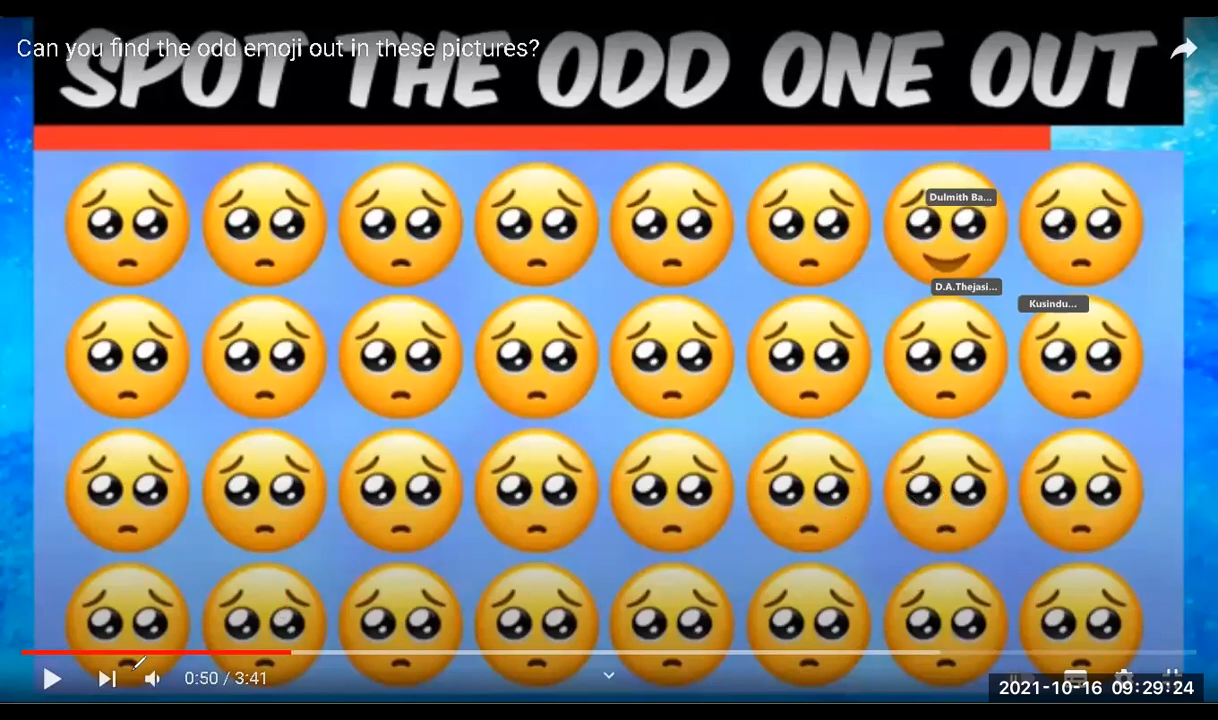 Can you find the odd emoji out in these pictures?
SPOT THE ODD ONE OUT
Dulmith Ba...
D.A.Thejasi...
Kusindu...
0:50 / 3:41
2021-10-16 09:29:24